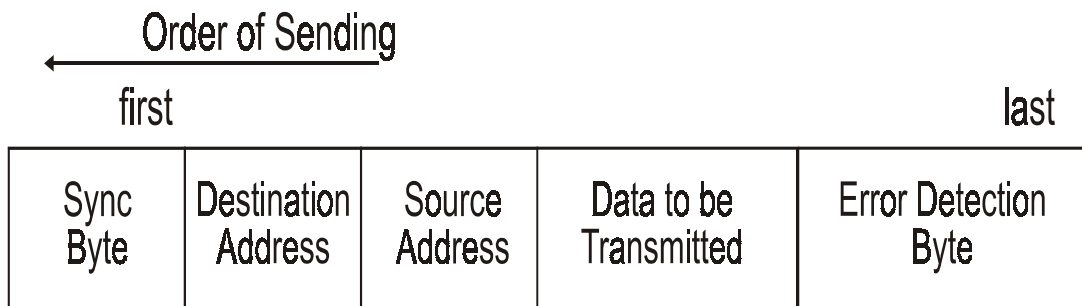 Order of Sending
first
last
Sync
Byte
Destination
Address
Source
Address
Data to be
Transmitted
Error Detection
Byte